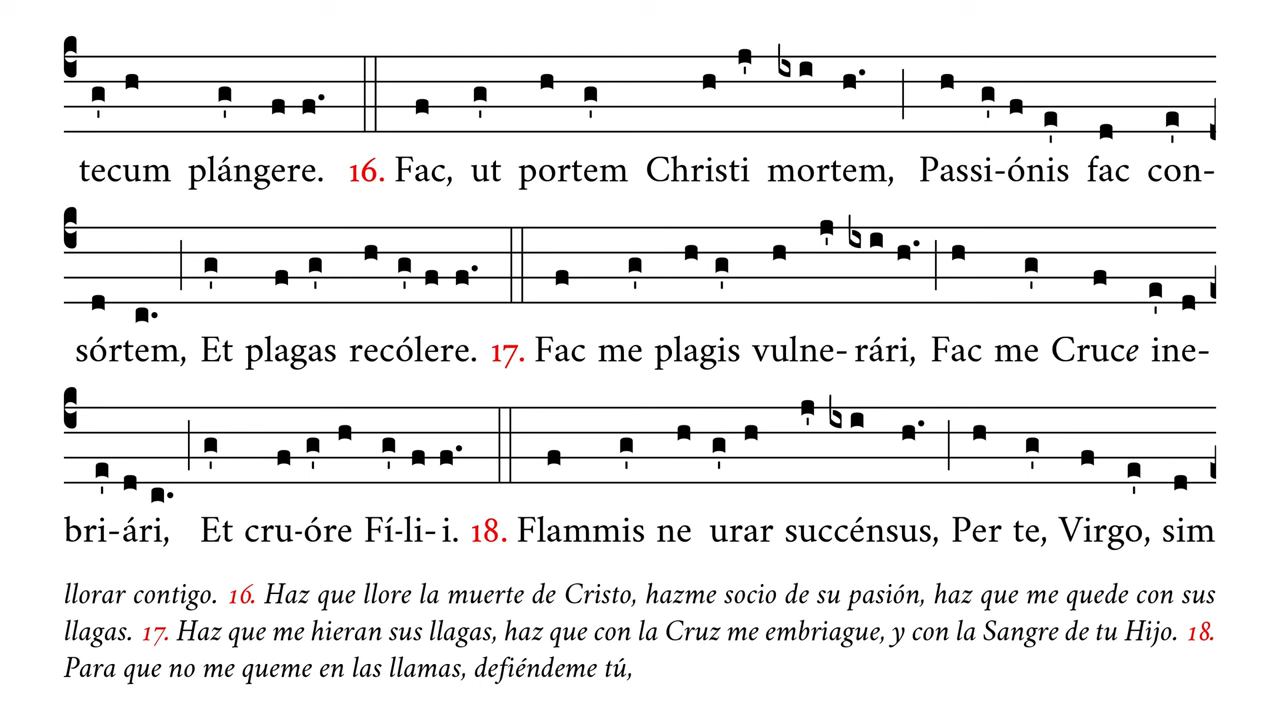 tecum plángere. 16. Fac, ut portem Christi mortem, Passi-ónis fac con-
sórtem, Et plagas recólere. 17. Fac me plagis vulne-rári, Fac me Cruce ine-
bri-ári, Et cru-óre Fí-li-i. 18. Flammis ne urar succénsus, Per te, Virgo, sim
llorar contigo. 16. Haz que llore la muerte de Cristo, hazme socio de su pasión, haz que me quede con sus
llagas. 17. Haz que me hieran sus llagas, haz que con la Cruz me embriague, y con la Sangre de tu Hijo. 18.
Para que no me queme en las llamas, defiéndeme tú,